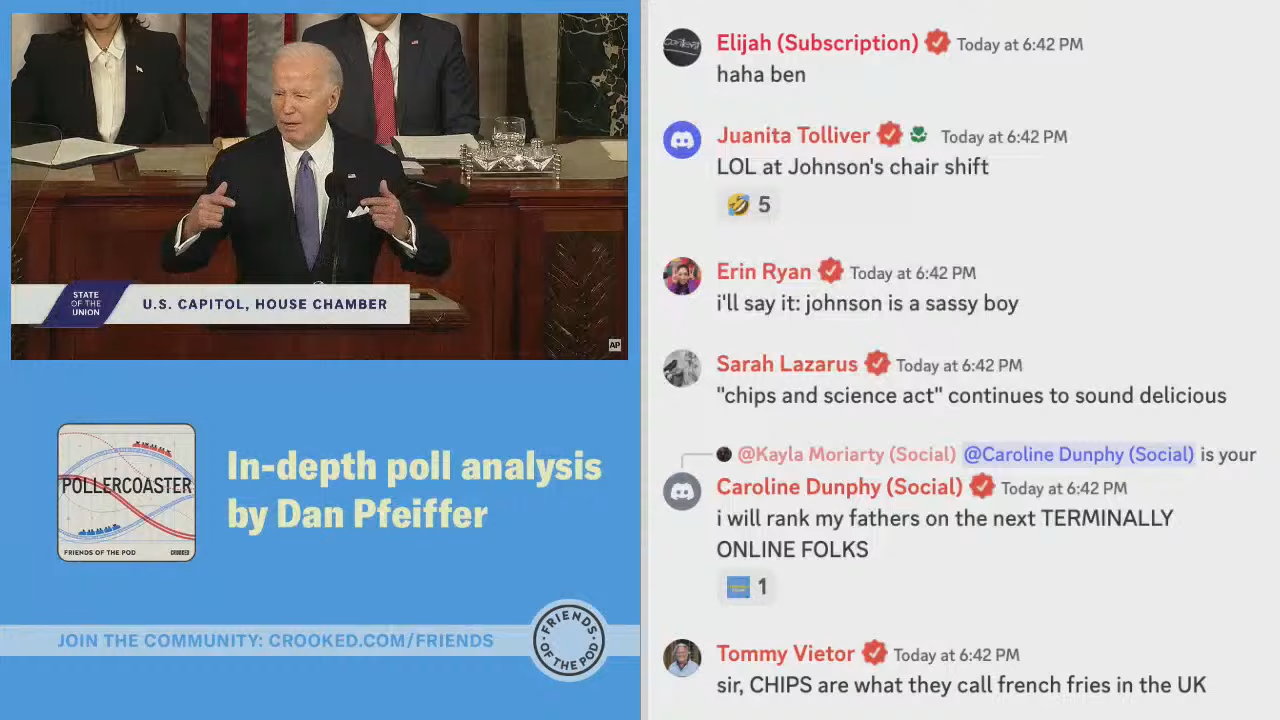 STATE
OF THE
UNION
U.S. CAPITOL, HOUSE CHAMBER
AP
POLLERCOASTER
FRIENDS OF THE POD
CROOKED
In-depth poll analysis
by Dan Pfeiffer
JOIN THE COMMUNITY: CROOKED.COM/FRIENDS
FRIENDS
OF THE POD
Elijah (Subscription) Today at 6:42 PM
haha ben
Juanita Tolliver Today at 6:42 PM
LOL at Johnson's chair shift
5
Erin Ryan Today at 6:42 PM
i'll say it: johnson is a sassy boy
Sarah Lazarus Today at 6:42 PM
"chips and science act" continues to sound delicious
@Kayla Moriarty (Social) @Caroline Dunphy (Social) is your
Caroline Dunphy (Social) Today at 6:42 PM
i will rank my fathers on the next TERMINALLY
ONLINE FOLKS
1
Tommy Vietor Today at 6:42 PM
sir, CHIPS are what they call french fries in the UK